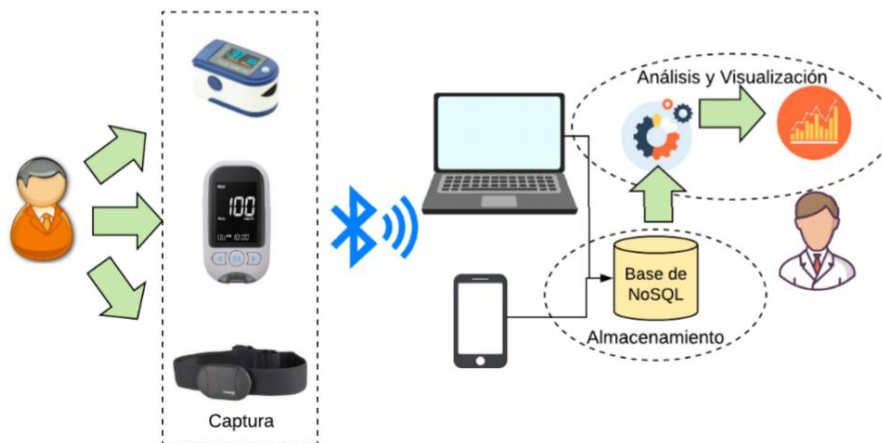 Análisis y Visualización
100
Base de
NoSQL
Almacenamiento
Captura